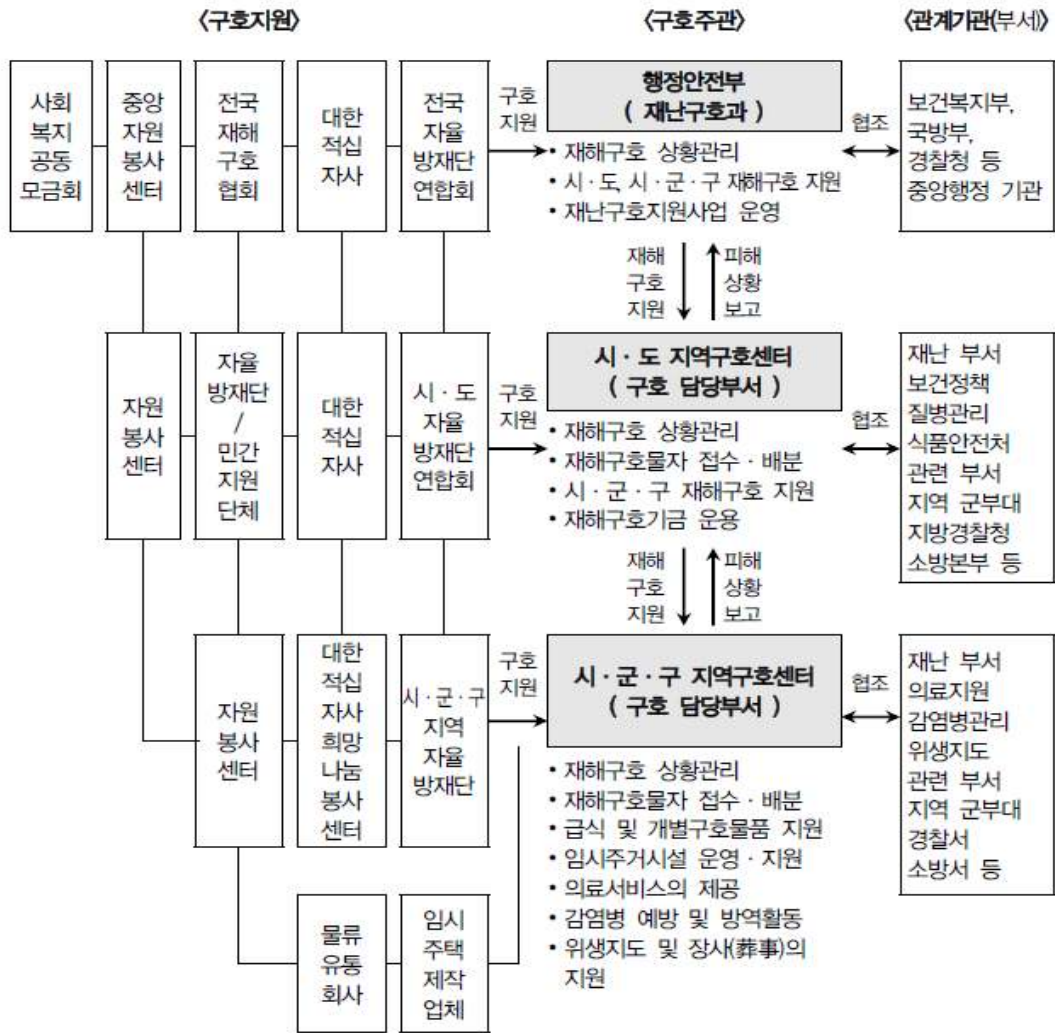 〈구호지원〉
〈구호주관〉
〈관계기관(부서)〉
사회
복지
공동
모금회
중앙
자원
봉사
센터
전국
재해
구호
협회
대한
적십
자사
전국
자율
방재단
연합회
구호
지원
행정안전부
( 재난구호과 )
• 재해구호 상황관리
• 시 · 도, 시 · 군 · 구 재해구호 지원
• 재난구호지원사업 운영
협조
보건복지부,
국방부,
경찰청 등
중앙행정 기관
재해
구호
지원
피해
상황
보고
자원
봉사
센터
자율
방재단
/
민간
지원
단체
대한
적십
자사
시 · 도
자율
방재단
연합회
구호
지원
시 · 도 지역구호센터
( 구호 담당부서 )
• 재해구호 상황관리
• 재해구호물자 접수 · 배분
• 시 · 군 · 구 재해구호 지원
• 재해구호기금 운용
협조
재난 부서
보건정책
질병관리
식품안전처
관련 부서
지역 군부대
지방경찰청
소방본부 등
재해
구호
지원
피해
상황
보고
자원
봉사
센터
대한
적십
자사
희망
나눔
봉사
센터
시 · 군 · 구
지역
자율
방재단
구호
지원
시 · 군 · 구 지역구호센터
( 구호 담당부서 )
• 재해구호 상황관리
• 재해구호물자 접수 · 배분
• 급식 및 개별구호물품 지원
• 임시주거시설 운영 · 지원
• 의료서비스의 제공
• 감염병 예방 및 방역활동
• 위생지도 및 장사(葬事)의
지원
협조
재난 부서
의료지원
감염병관리
위생지도
관련 부서
지역 군부대
경찰서
소방서 등
물류
유통
회사
임시
주택
제작
업체